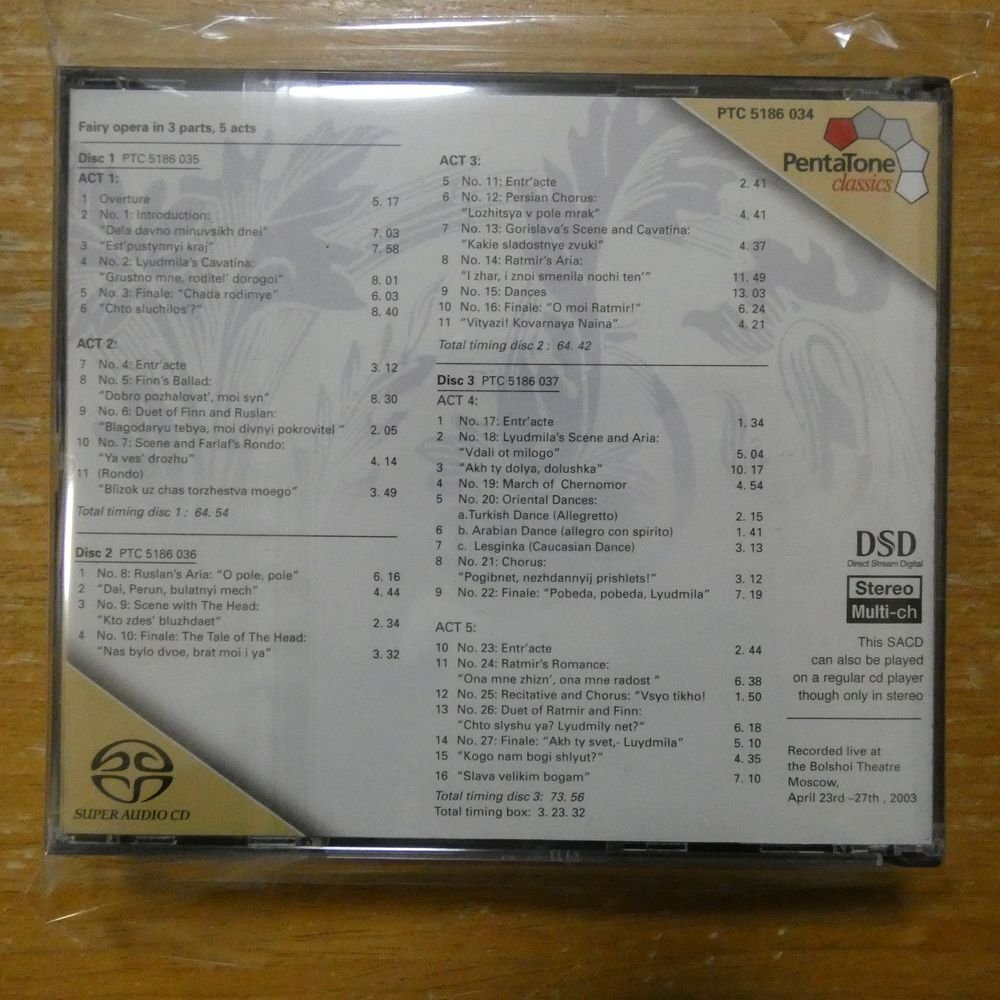 Fairy opera in 3 parts, 5 acts
Disc 1 PTC 5186 035
ACT 1:
1 Overture 5. 17
2 No. 1: Introduction:
"Dela davno minuvsikh dnei" 7. 03
3 "Est'pustynnyi kraj" 7. 58
4 No. 2: Lyudmila's Cavatina:
"Grustno mne, roditel' dorogoi" 8. 01
5 No. 3: Finale: "Chada rodimye" 6. 03
6 "Chto sluchilos'?" 8. 40
ACT 2:
7 No. 4: Entr'acte 3. 12
8 No. 5: Finn's Ballad:
"Dobro pozhalovat', moi syn" 8. 30
9 No. 6: Duet of Finn and Ruslan:
"Blagodaryu tebya, moi divnyi pokrovitel " 2. 05
10 No. 7: Scene and Farlaf's Rondo:
"Ya ves' drozhu" 4. 14
11 (Rondo)
"Blizok uz chas torzhestva moego" 3. 49
Total timing disc 1 : 64. 54
Disc 2 PTC 5186 036
1 No. 8: Ruslan's Aria: "O pole, pole" 6. 16
2 "Dai, Perun, bulatnyi mech" 4. 44
3 No. 9: Scene with The Head:
"Kto zdes' bluzhdaet" 2. 34
4 No. 10: Finale: The Tale of The Head:
"Nas bylo dvoe, brat moi i ya" 3. 32
SUPER AUDIO CD
ACT 3:
5 No. 11: Entr'acte 2. 41
6 No. 12: Persian Chorus:
"Lozhitsya v pole mrak" 4. 41
7 No. 13: Gorislava's Scene and Cavatina:
"Kakie sladostnye zvuki" 4. 37
8 No. 14: Ratmir's Aria:
"I zhar, i znoi smenila nochi ten'" 11. 49
9 No. 15: Dances 13. 03
10 No. 16: Finale: "O moi Ratmir!" 6. 24
11 "Vityazi! Kovarnaya Naina" 4. 21
Total timing disc 2 : 64. 42
Disc 3 PTC 5186 037
ACT 4:
1 No. 17: Entr'acte 1. 34
2 No. 18: Lyudmila's Scene and Aria:
"Vdali ot milogo" 5. 04
3 "Akh ty dolya, dolushka" 10. 17
4 No. 19: March of Chernomor 4. 54
5 No. 20: Oriental Dances:
a.Turkish Dance (Allegretto) 2. 15
6 b. Arabian Dance (allegro con spirito) 1. 41
7 c. Lesginka (Caucasian Dance) 3. 13
8 No. 21: Chorus:
"Pogibnet, nezhdannyij prishlets!" 3. 12
9 No. 22: Finale: "Pobeda, pobeda, Lyudmila" 7. 19
ACT 5:
10 No. 23: Entr'acte 2. 44
11 No. 24: Ratmir's Romance:
"Ona mne zhizn', ona mne radost " 6. 38
12 No. 25: Recitative and Chorus: "Vsyo tikho! 1. 50
13 No. 26: Duet of Ratmir and Finn:
"Chto slyshu ya? Lyudmily net?" 6. 18
14 No. 27: Finale: "Akh ty svet,- Luydmila" 5. 10
15 "Kogo nam bogi shlyut?" 4. 35
16 "Slava velikim bogam" 7. 10
Total timing disc 3: 73. 56
Total timing box: 3. 23. 32
PTC 5186 034
PentaTone
classics
DSD
Direct Stream Digital
Stereo
Multi-ch
This SACD
can also be played
on a regular cd player
though only in stereo
Recorded live at
the Bolshoi Theatre
Moscow,
April 23rd –27th , 2003